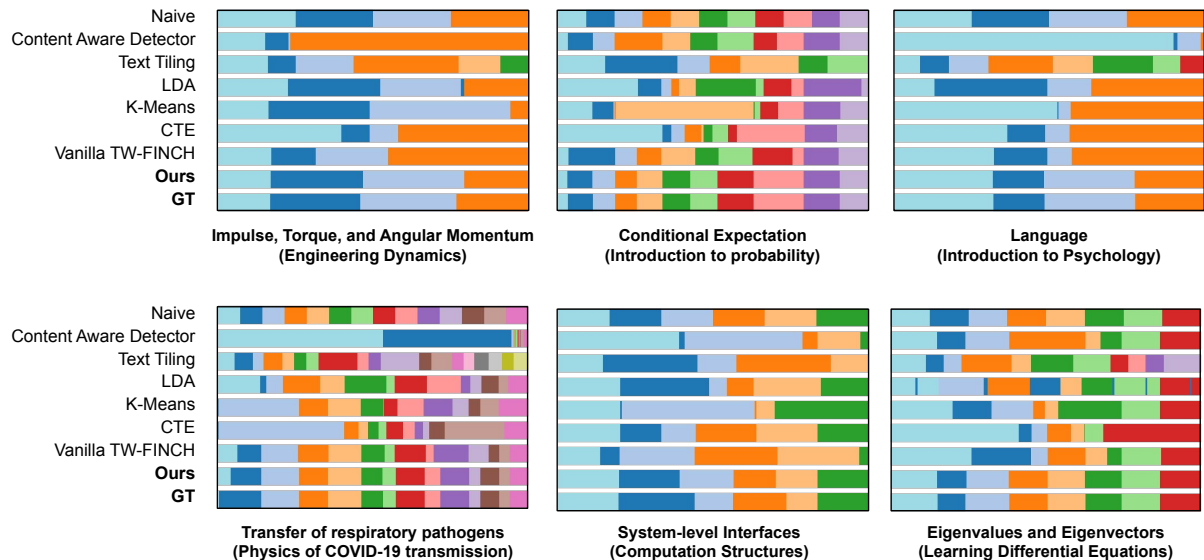 Naive
Content Aware Detector
Text Tiling
LDA
K-Means
CTE
Vanilla TW-FINCH
Ours
GT
Impulse, Torque, and Angular Momentum
(Engineering Dynamics)
Conditional Expectation
(Introduction to probability)
Language
(Introduction to Psychology)
Naive
Content Aware Detector
Text Tiling
LDA
K-Means
CTE
Vanilla TW-FINCH
Ours
GT
Transfer of respiratory pathogens
(Physics of COVID-19 transmission)
System-level Interfaces
(Computation Structures)
Eigenvalues and Eigenvectors
(Learning Differential Equations)